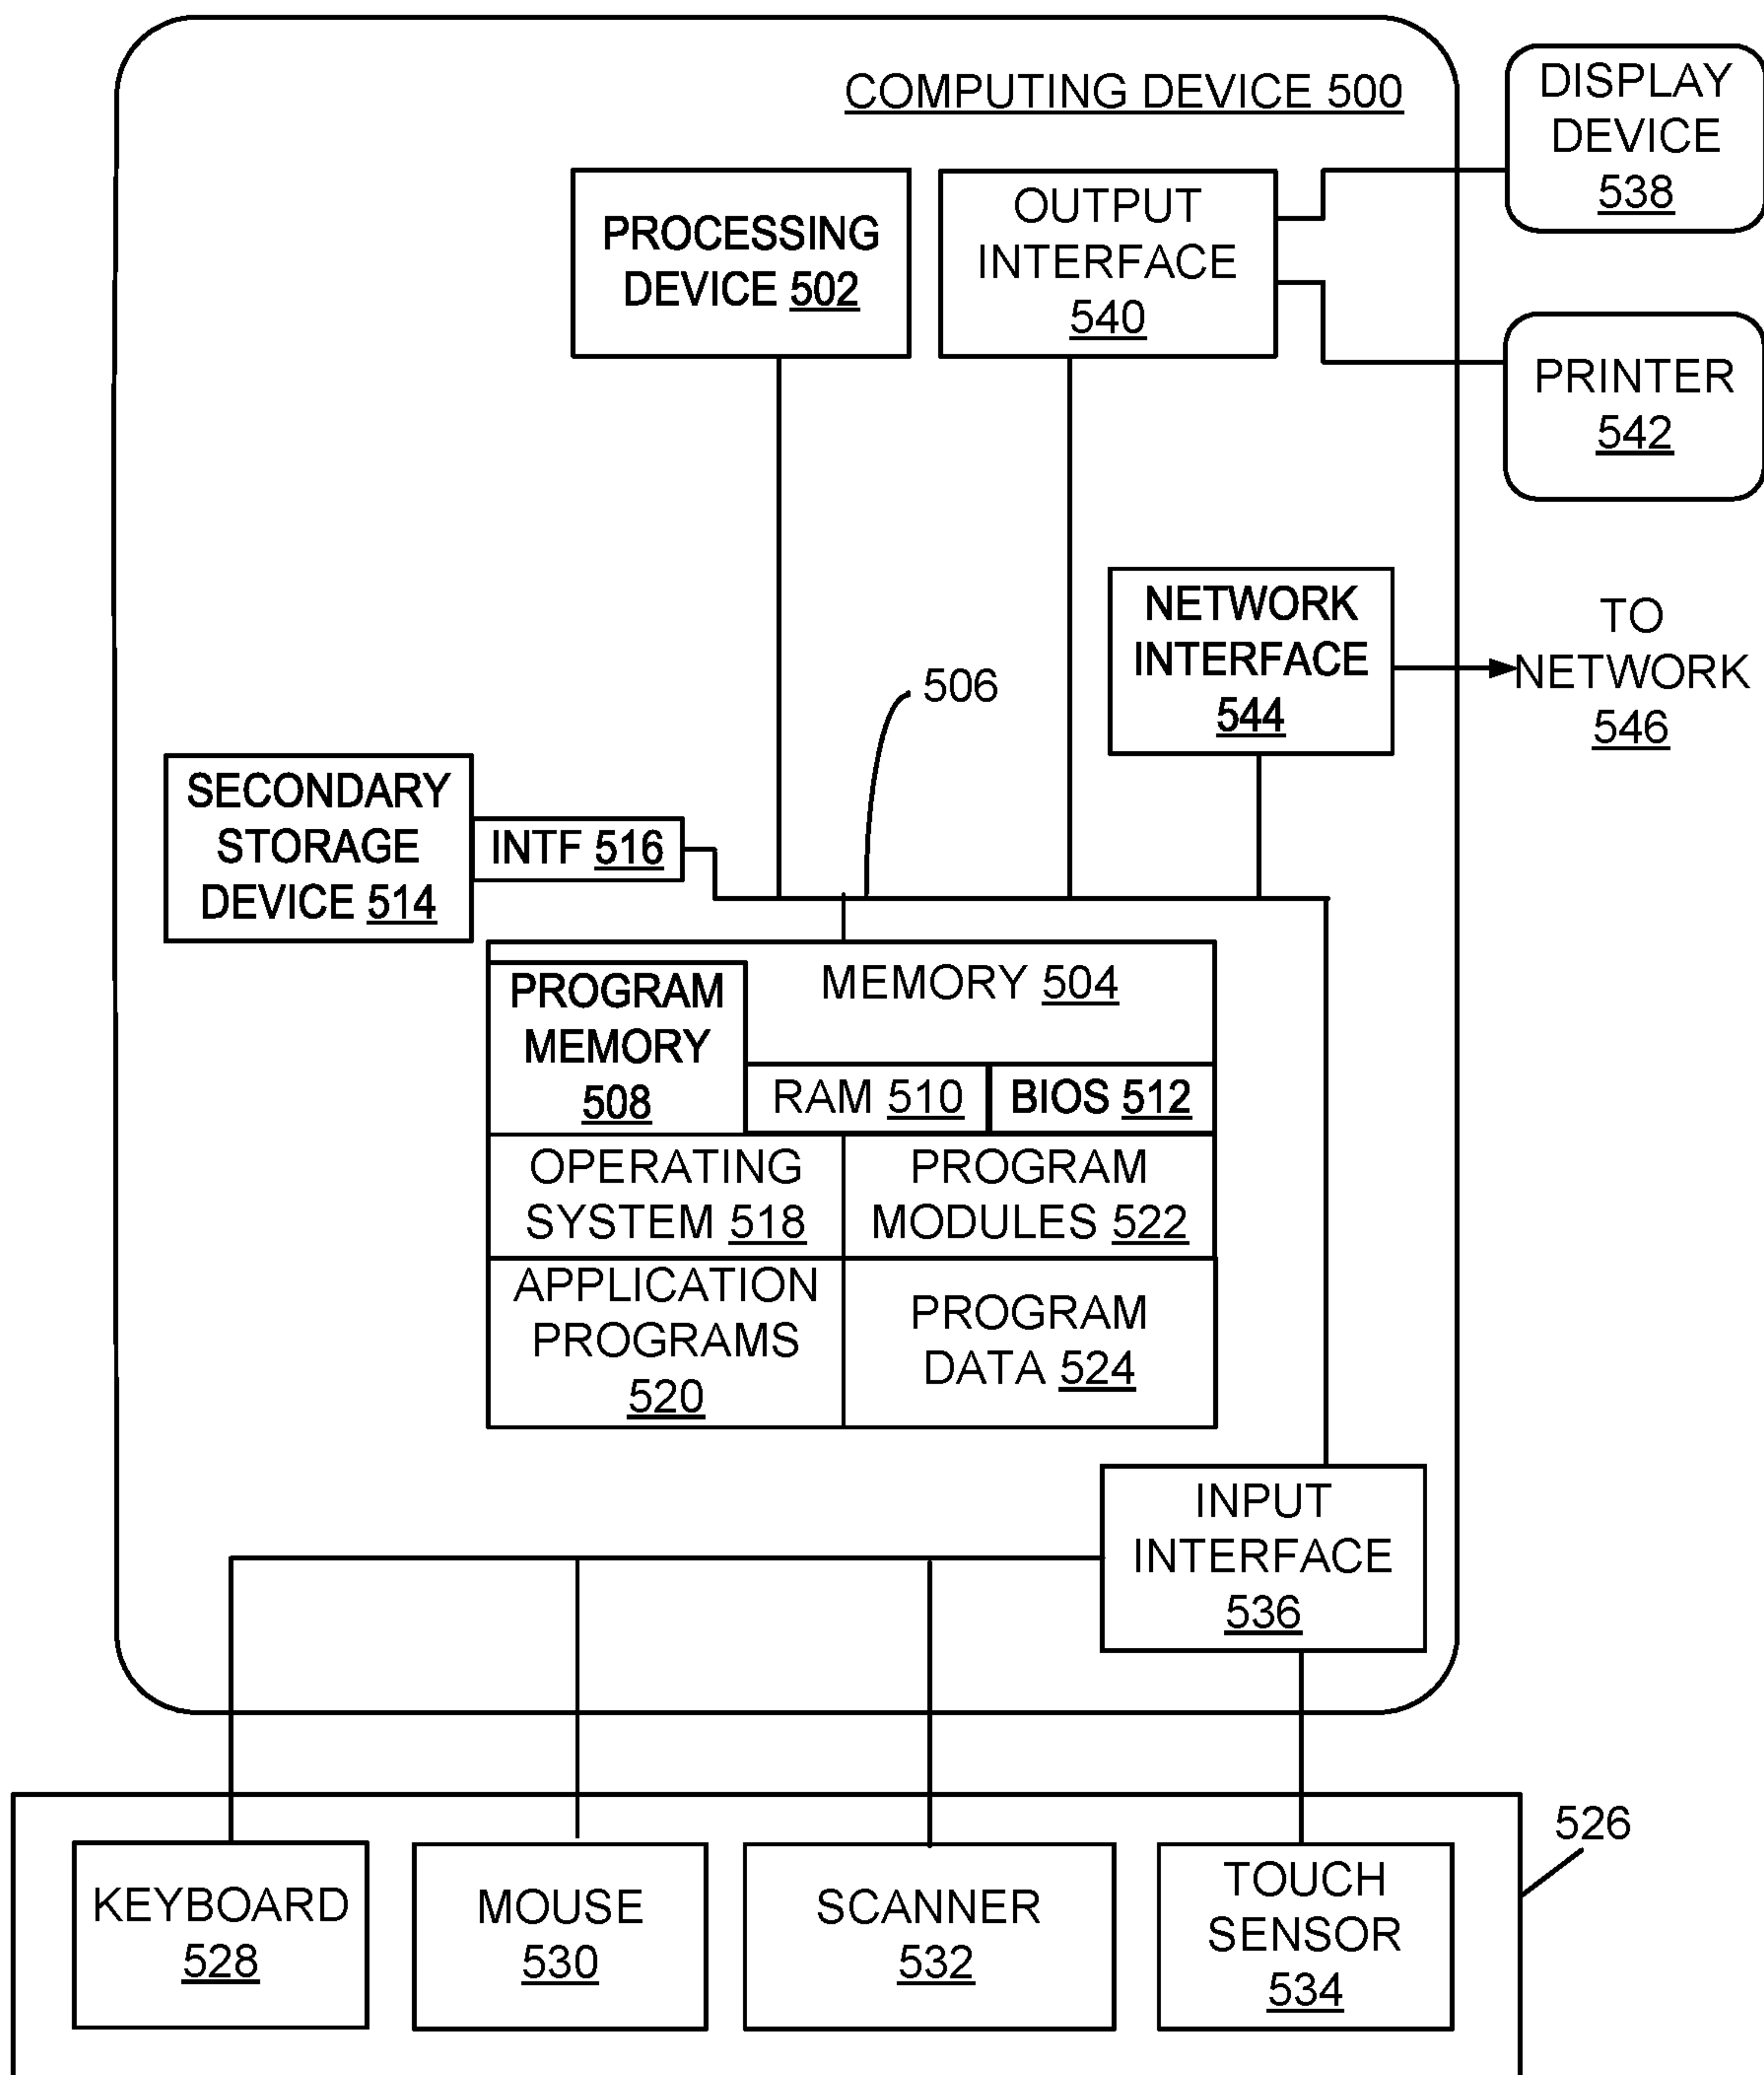 COMPUTING DEVICE 500
DISPLAY
DEVICE
538
PROCESSING
DEVICE 502
OUTPUT
INTERFACE
540
PRINTER
542
NETWORK
INTERFACE
544
TO
NETWORK
546
506
SECONDARY
STORAGE
DEVICE 514
INTF 516
MEMORY 504
PROGRAM
MEMORY
508
RAM 510
BIOS 512
OPERATING
SYSTEM 518
PROGRAM
MODULES 522
APPLICATION
PROGRAMS
520
PROGRAM
DATA 524
INPUT
INTERFACE
536
526
KEYBOARD
528
MOUSE
530
SCANNER
532
TOUCH
SENSOR
534